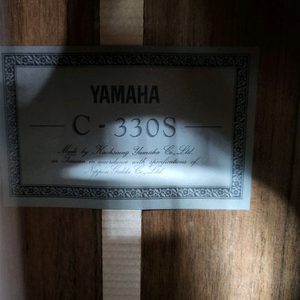 YAMAHA
C-330S
Made by Kaohsiung Yamaha Co., Ltd.
in Taiwan in accordance with specifications of
Nippon Gakki Co., Ltd.